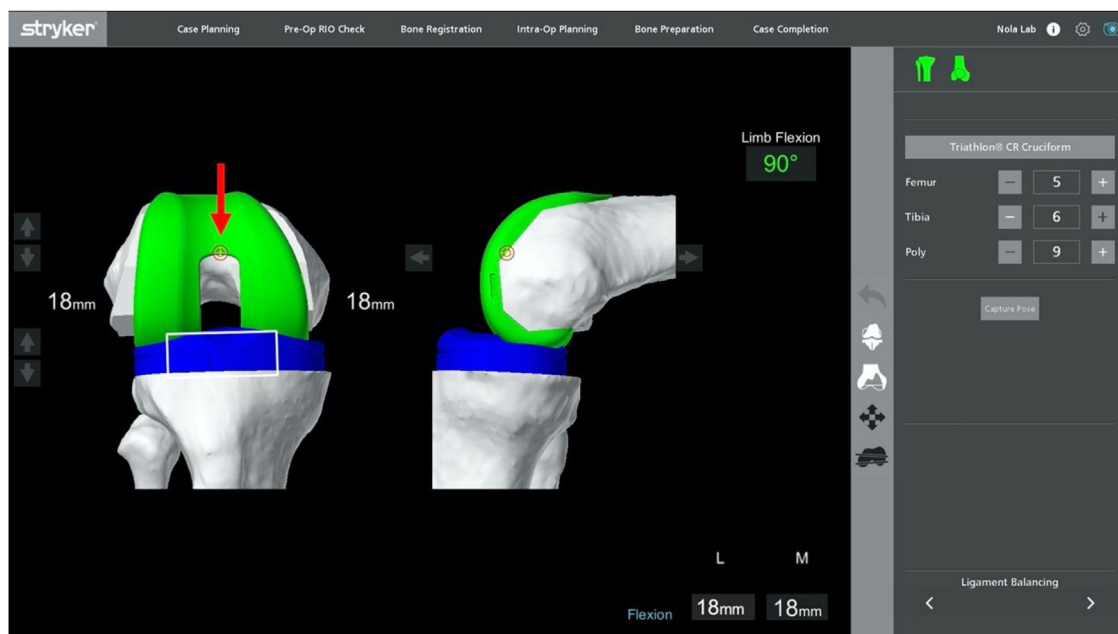 stryker®
Case Planning
Pre-Op RIO Check
Bone Registration
Intra-Op Planning
Bone Preparation
Case Completion
Nola Lab
i
Limb Flexion
90°
18mm
18mm
Triathlon® CR Cruciform
Femur
− 5 +
Tibia
− 6 +
Poly
− 9 +
Capture Pose
L M
Flexion 18mm 18mm
Ligament Balancing
< >